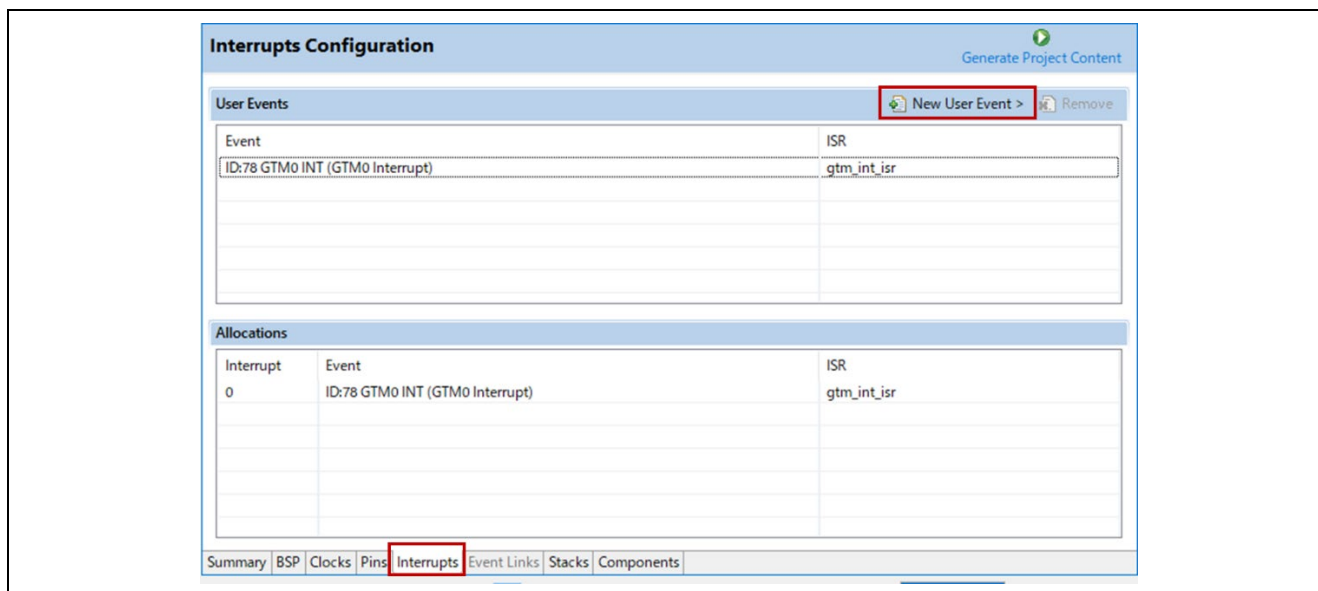 Interrupts Configuration
Generate Project Content
User Events
New User Event >
Remove
Event ISR
ID:78 GTM0 INT (GTM0 Interrupt) gtm_int_isr
Allocations
Interrupt Event ISR
0 ID:78 GTM0 INT (GTM0 Interrupt) gtm_int_isr
Summary BSP Clocks Pins Interrupts Event Links Stacks Components